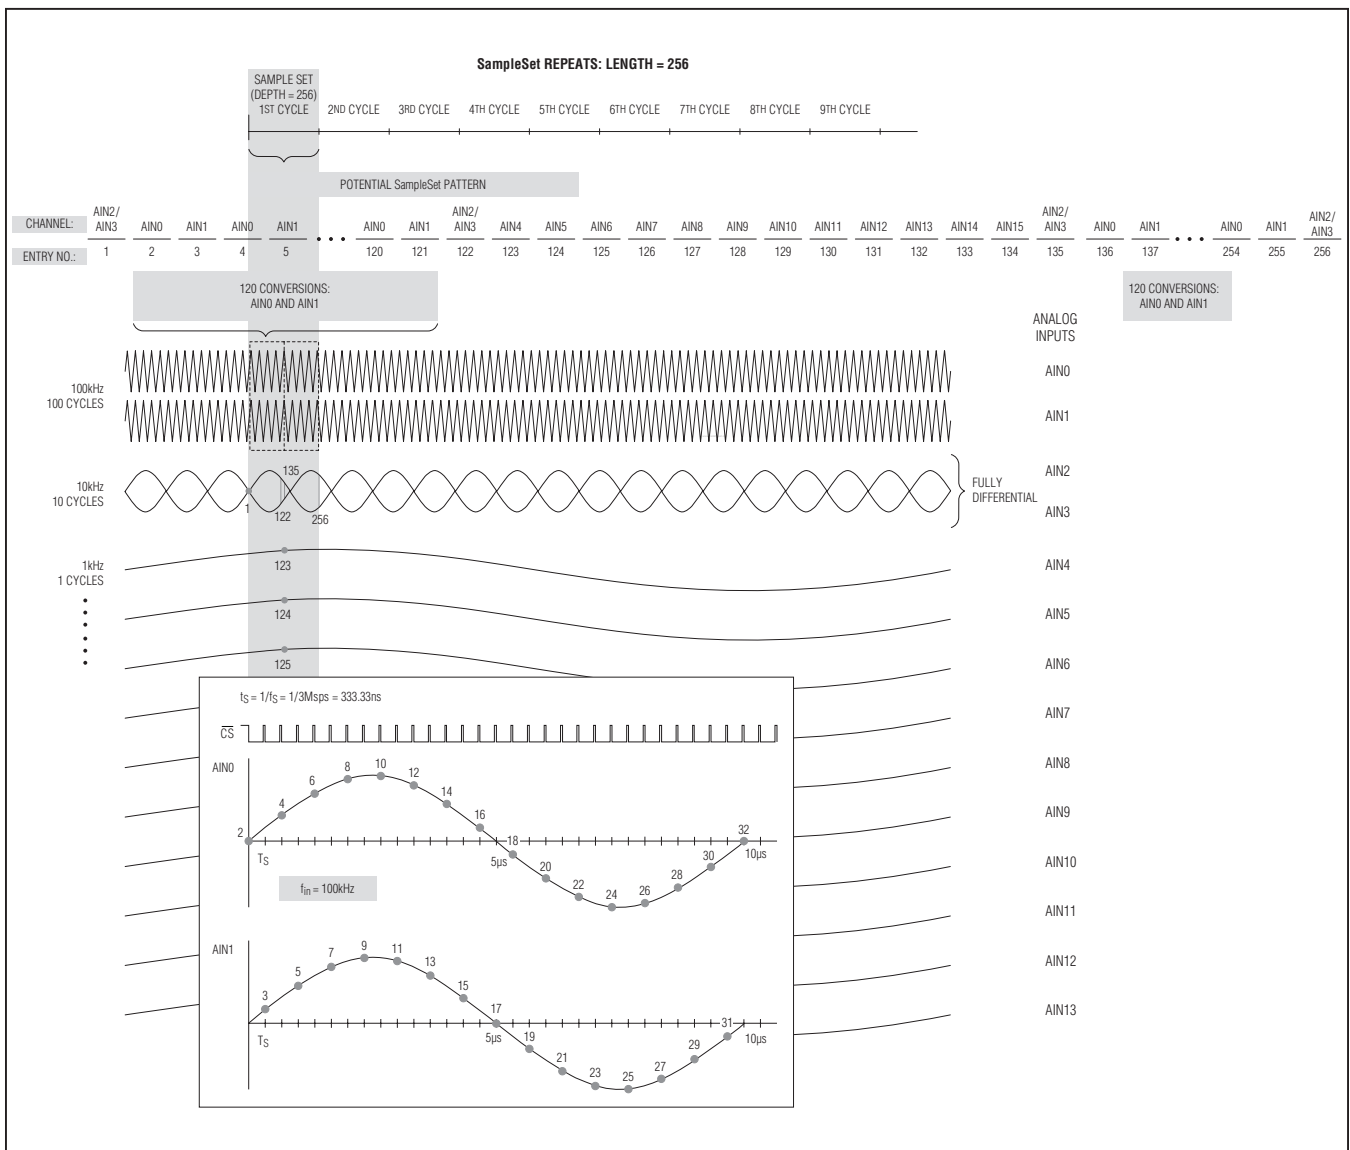 SampleSet REPEATS: LENGTH = 256
SAMPLE SET
(DEPTH = 256)
1ST CYCLE 2ND CYCLE 3RD CYCLE 4TH CYCLE 5TH CYCLE 6TH CYCLE 7TH CYCLE 8TH CYCLE 9TH CYCLE
POTENTIAL SampleSet PATTERN
CHANNEL: AIN2/AIN3 AIN0 AIN1 AIN0 AIN1 • • • AIN0 AIN1 AIN2/AIN3 AIN4 AIN5 AIN6 AIN7 AIN8 AIN9 AIN10 AIN11 AIN12 AIN13 AIN14 AIN15 AIN2/AIN3 AIN0 AIN1 • • • AIN0 AIN1 AIN2/AIN3
ENTRY NO.: 1 2 3 4 5 120 121 122 123 124 125 126 127 128 129 130 131 132 133 134 135 136 137 254 255 256
120 CONVERSIONS:
AIN0 AND AIN1
120 CONVERSIONS:
AIN0 AND AIN1
ANALOG
INPUTS
100kHz
100 CYCLES
AIN0
AIN1
10kHz
10 CYCLES
135
1
122
256
FULLY
DIFFERENTIAL
AIN2
AIN3
1kHz
1 CYCLES
123
AIN4
124
AIN5
125
AIN6
AIN7
AIN8
AIN9
AIN10
AIN11
AIN12
AIN13
tS = 1/fS = 1/3Msps = 333.33ns
CS
AIN0
2 4 6 8 10 12 14 16 18 20 22 24 26 28 30 32
TS 5µs 10µs
fin = 100kHz
AIN1
3 5 7 9 11 13 15 17 19 21 23 25 27 29 31
TS 5µs 10µs